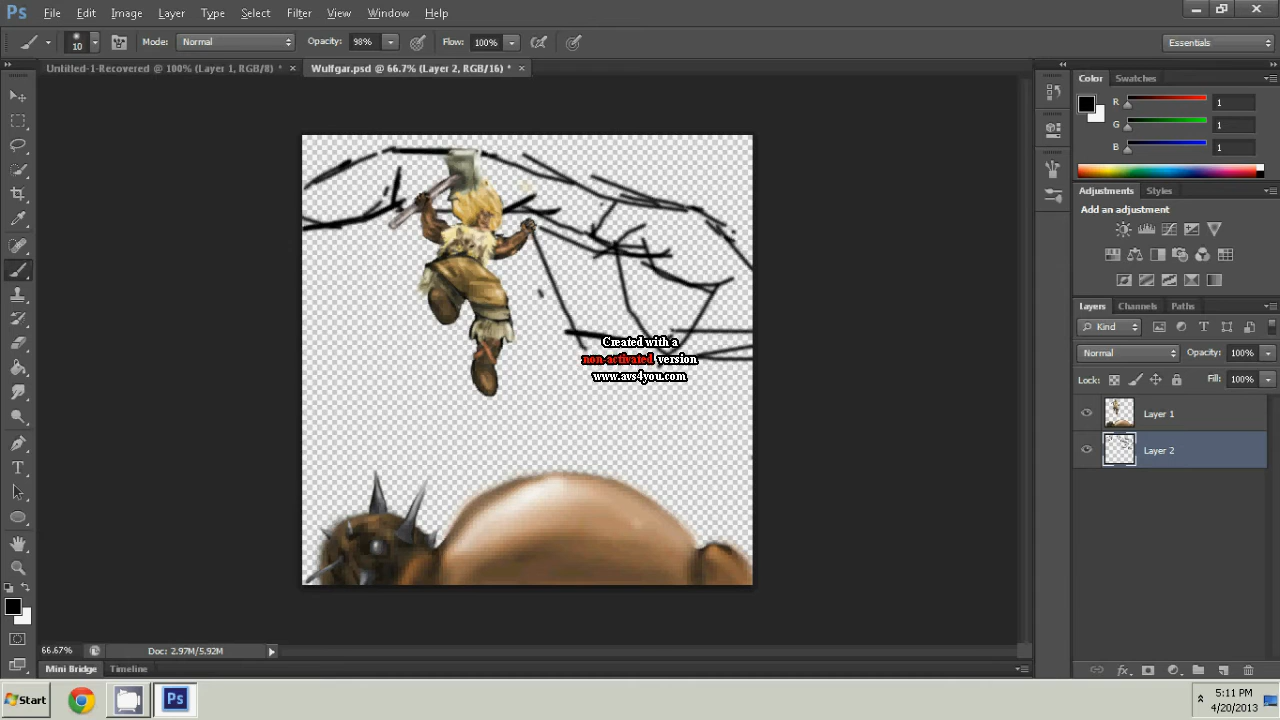 Ps File Edit Image Layer Type Select Filter View Window Help
10 Mode: Normal Opacity: 98% Flow: 100% Essentials
Untitled-1-Recovered @ 100% (Layer 1, RGB/8) * × Wulfgar.psd @ 66.7% (Layer 2, RGB/16) * ×
Color Swatches
R 1
G 1
B 1
Adjustments Styles
Add an adjustment
Layers Channels Paths
Kind
Normal Opacity: 100%
Lock: Fill: 100%
Layer 1
Layer 2
Created with a
non-activated version
www.avs4you.com
66.67% Doc: 2.97M/5.92M
Mini Bridge Timeline
Start Ps 5:11 PM
4/20/2013